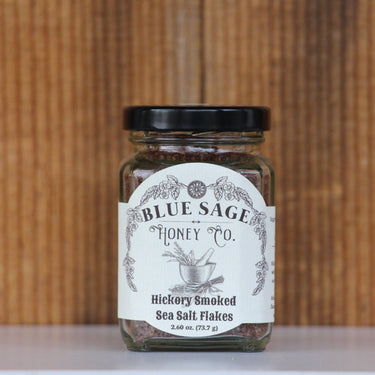 BLUE SAGE
HONEY CO.
Hickory Smoked
Sea Salt Flakes
2.60 oz. (73.7 g)